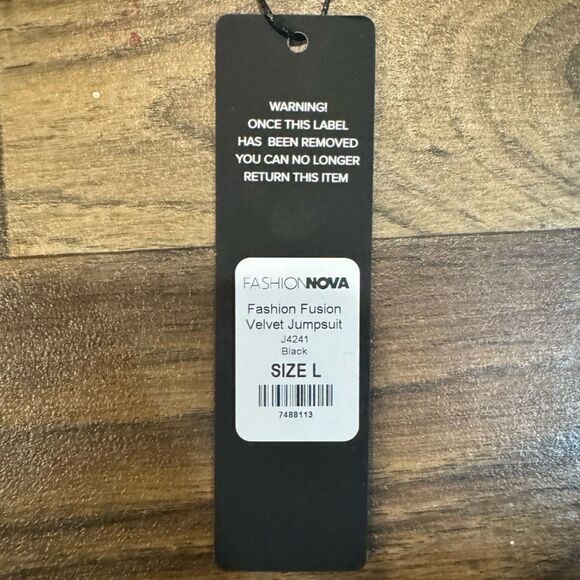 WARNING!
ONCE THIS LABEL
HAS BEEN REMOVED
YOU CAN NO LONGER
RETURN THIS ITEM
FASHIONNOVA
Fashion Fusion
Velvet Jumpsuit
J4241
Black
SIZE L
7488113